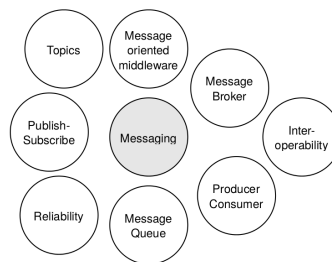 Topics
Message
oriented
middleware
Message
Broker
Publish-
Subscribe
Messaging
Inter-
operability
Reliability
Message
Queue
Producer
Consumer